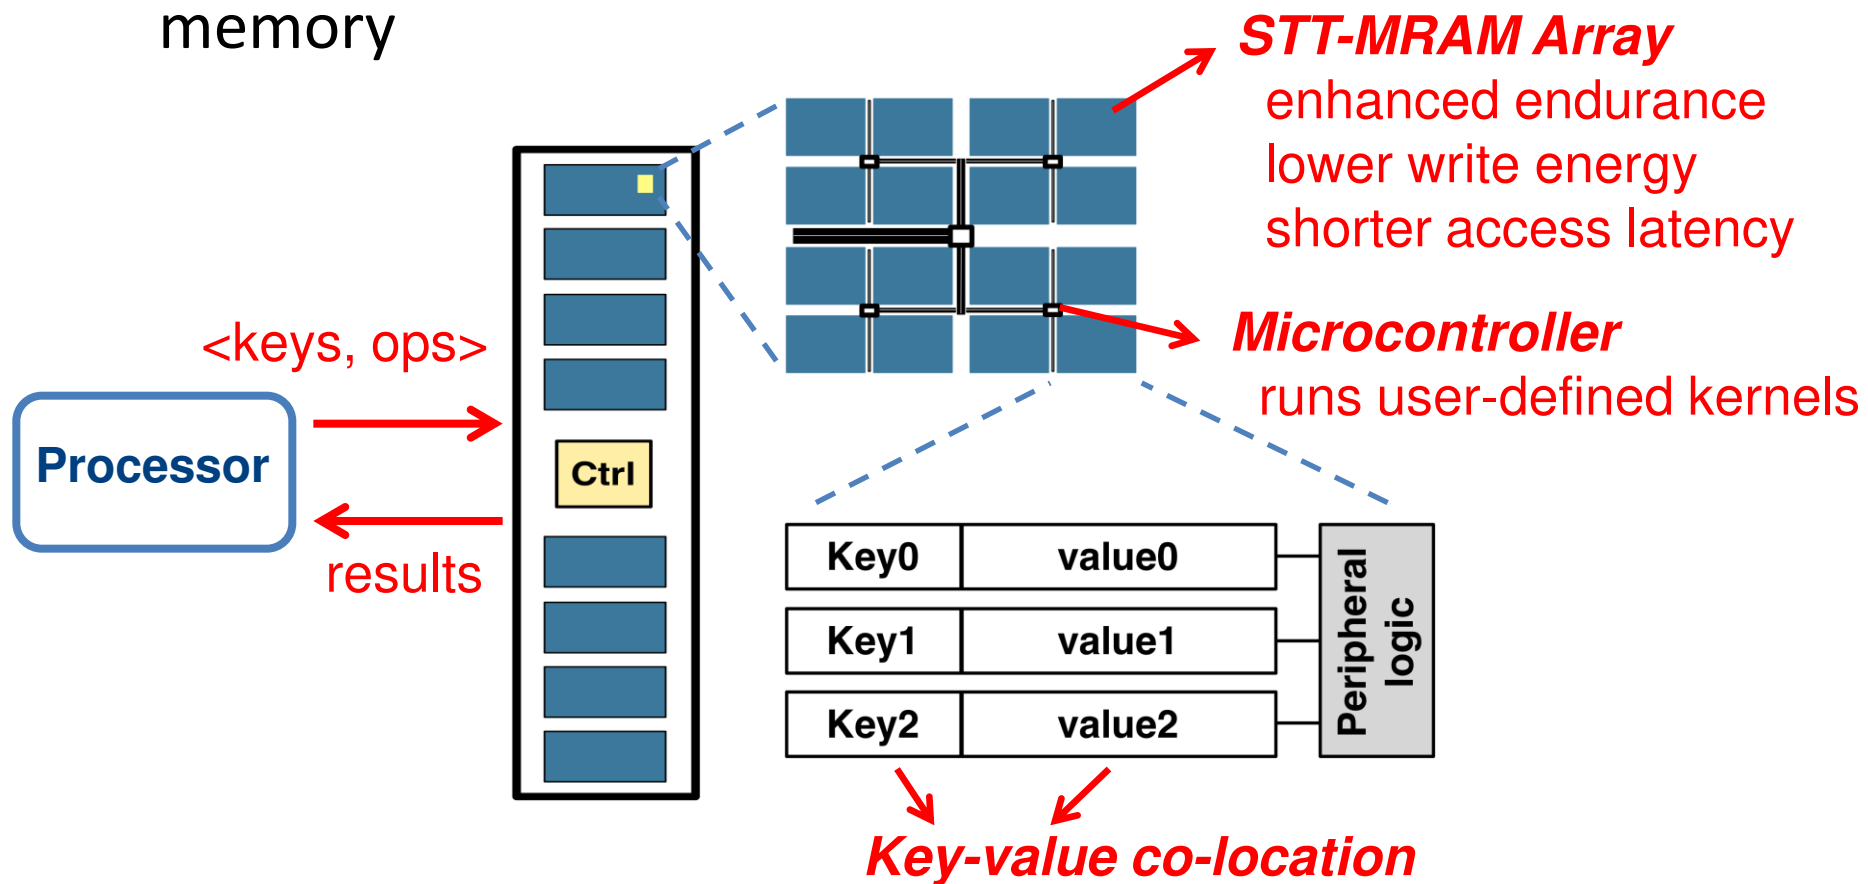 memory
STT-MRAM Array
enhanced endurance
lower write energy
shorter access latency
Microcontroller
runs user-defined kernels
<keys, ops>
Processor
Ctrl
results
Key0 value0
Key1 value1
Key2 value2
Peripheral
logic
Key-value co-location